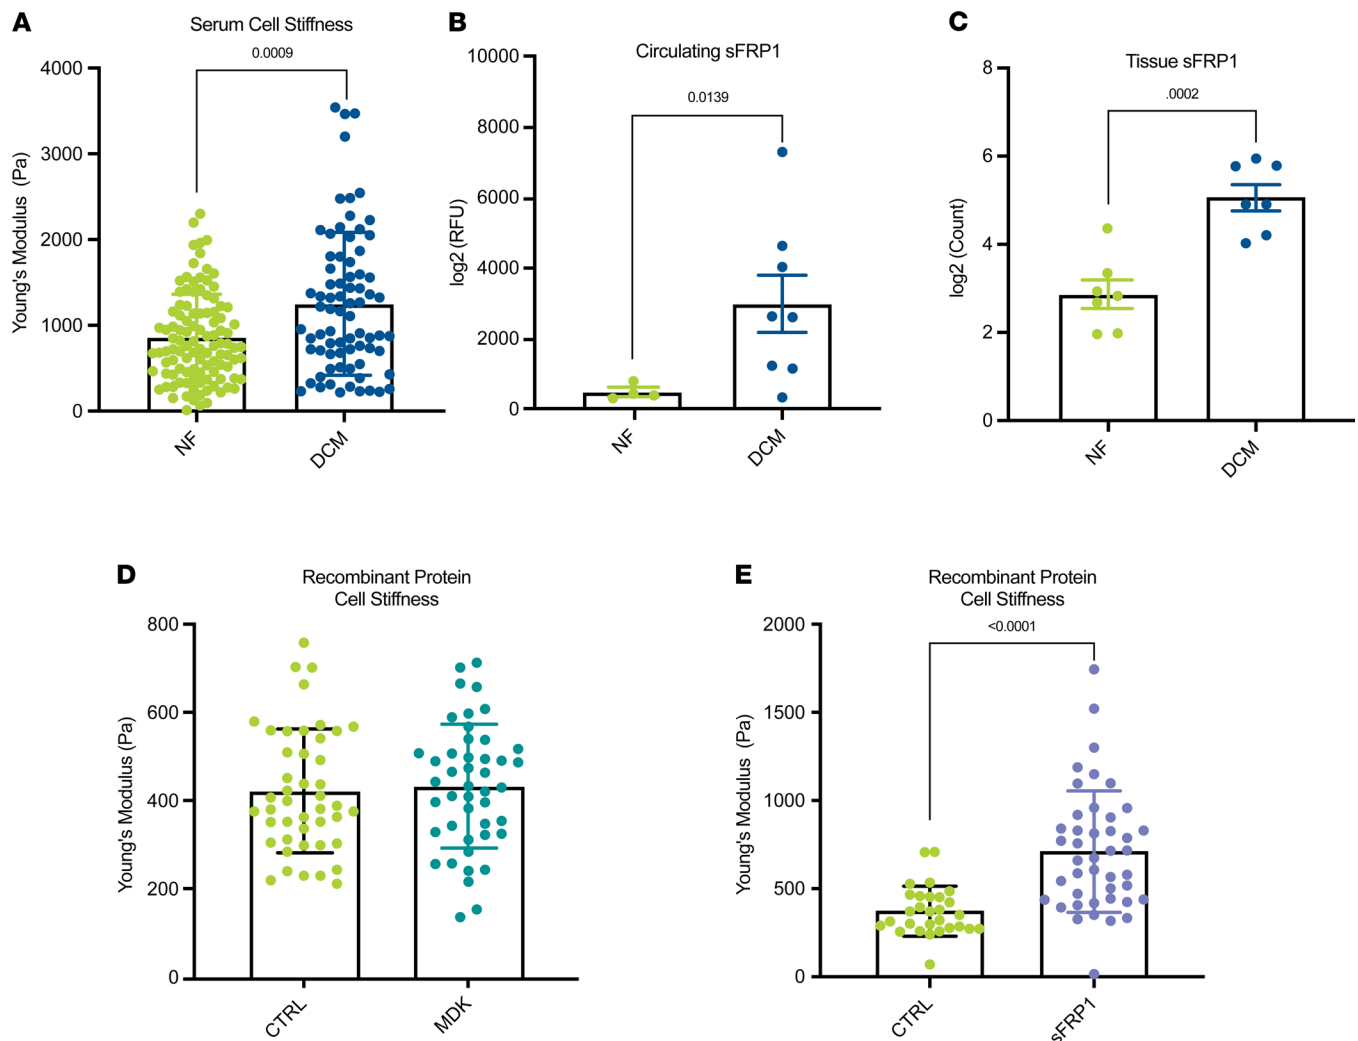 A
Serum Cell Stiffness
0.0009
Young's Modulus (Pa)
4000
3000
2000
1000
0
NF
DCM
B
Circulating sFRP1
0.0139
log2 (RFU)
10000
8000
6000
4000
2000
0
NF
DCM
C
Tissue sFRP1
.0002
log2 (Count)
8
6
4
2
0
NF
DCM
D
Recombinant Protein
Cell Stiffness
Young's Modulus (Pa)
800
600
400
200
0
CTRL
MDK
E
Recombinant Protein
Cell Stiffness
<0.0001
Young's Modulus (Pa)
2000
1500
1000
500
0
CTRL
sFRP1